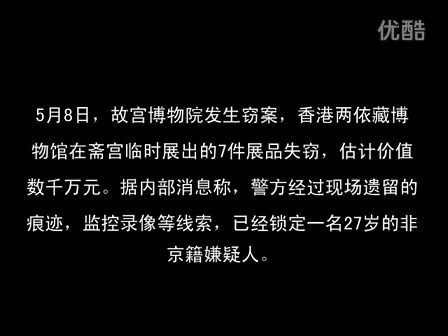 优酷
5月8日，故宫博物院发生窃案，香港两依藏博
物馆在斋宫临时展出的7件展品失窃，估计价值
数千万元。据内部消息称，警方经过现场遗留的
痕迹，监控录像等线索，已经锁定一名27岁的非
京籍嫌疑人。